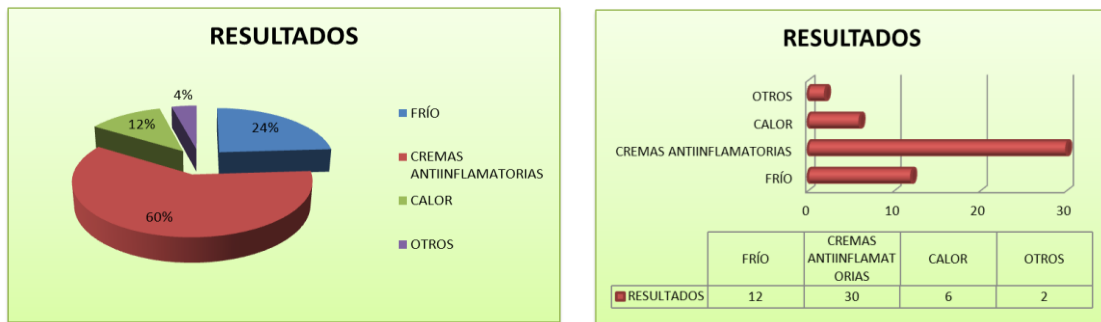 RESULTADOS
4%
12%
24%
60%
FRÍO
CREMAS
ANTIINFLAMATORIAS
CALOR
OTROS
RESULTADOS
OTROS
CALOR
CREMAS ANTIINFLAMATORIAS
FRÍO
0 10 20 30
FRÍO CREMAS ANTIINFLAMAT ORIAS CALOR OTROS
RESULTADOS 12 30 6 2